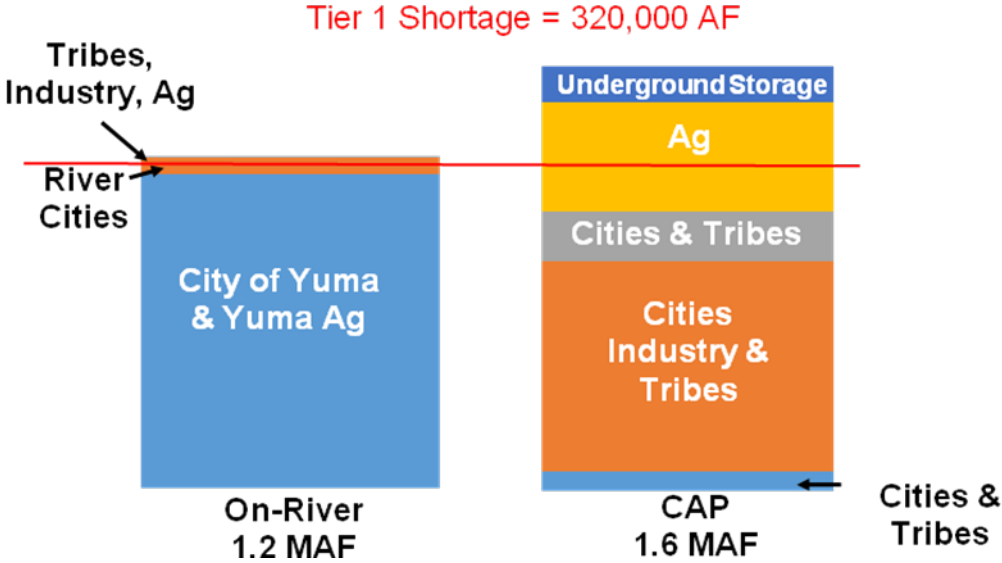 Tier 1 Shortage = 320,000 AF
Tribes,
Industry, Ag
River
Cities
City of Yuma
& Yuma Ag
On-River
1.2 MAF
Underground Storage
Ag
Cities & Tribes
Cities
Industry &
Tribes
CAP
1.6 MAF
Cities &
Tribes